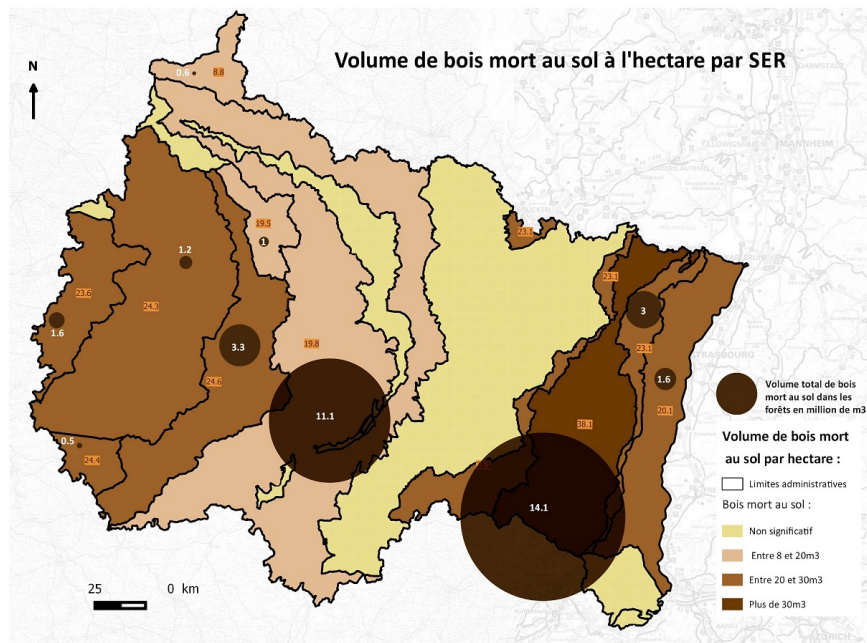 Volume de bois mort au sol à l'hectare par SER
N
0.6
8.8
19.5
1
1.2
23.1
23.6
24.3
1.6
3.3
23.1
3
23.1
19.8
24.6
1.6
20.1
11.1
38.1
0.5
24.4
14.1
25
0 km
Volume total de bois
mort au sol dans les
forêts en million de m3
Volume de bois mort
au sol par hectare :
Limites administratives
Bois mort au sol :
Non significatif
Entre 8 et 20m3
Entre 20 et 30m3
Plus de 30m3
MANNHEIM